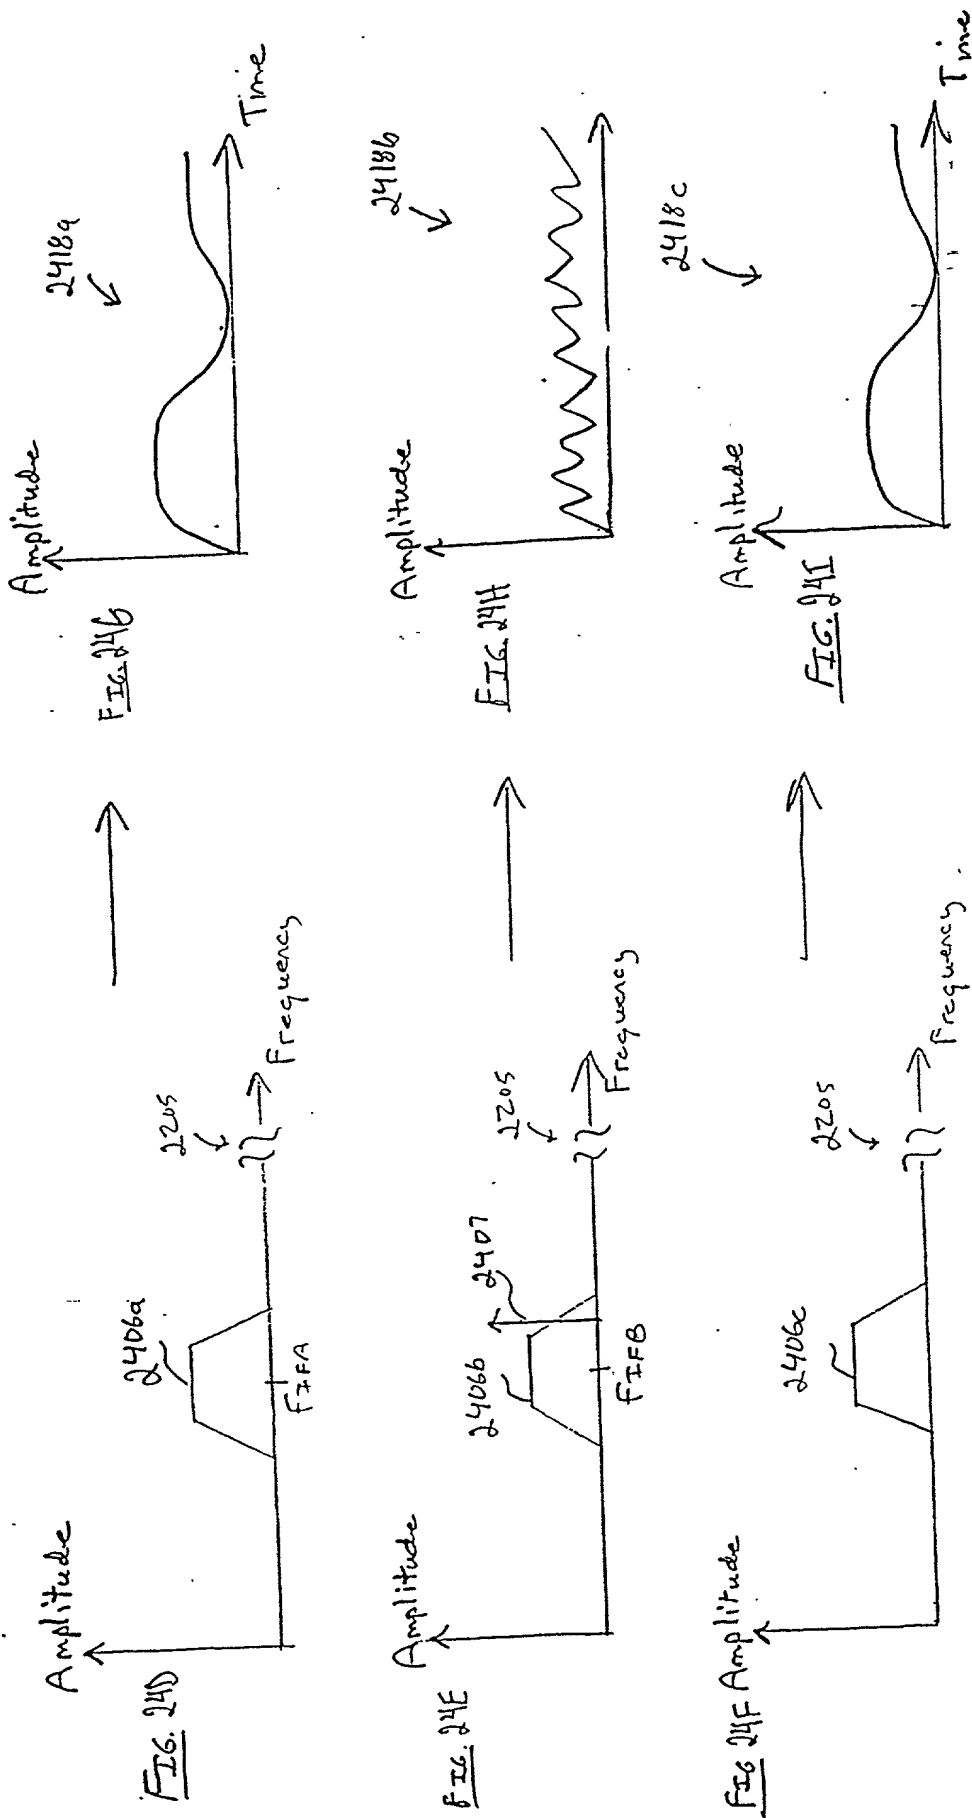 FIG. 24D
Amplitude
2406a
FIFA
2205
Frequency
FIG. 24G
Amplitude
2418a
Time
FIG. 24E
Amplitude
2406b
2407
FIFB
2205
Frequency
FIG. 24H
Amplitude
2418b
FIG 24F
Amplitude
2406c
2205
Frequency
FIG. 24I
Amplitude
2418c
Time